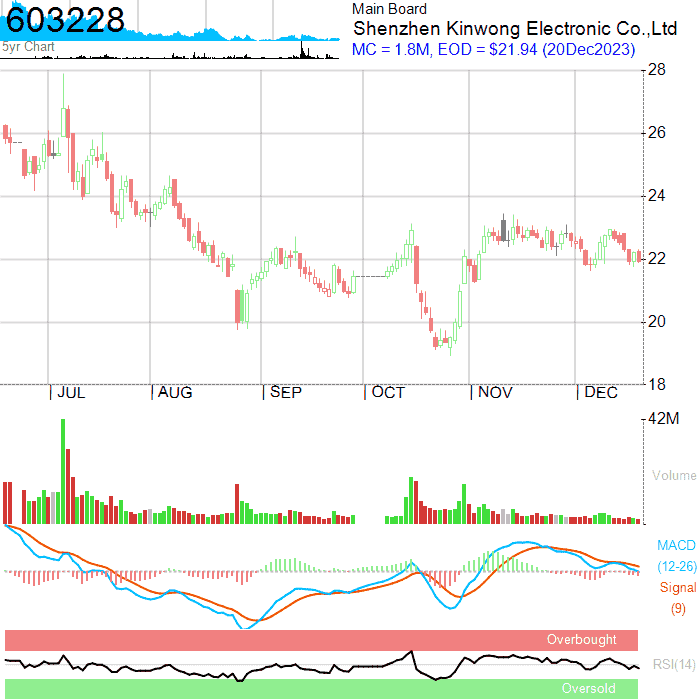 603228
Main Board
Shenzhen Kinwong Electronic Co.,Ltd
5yr Chart
MC = 1.8M, EOD = $21.94 (20Dec2023)
28
26
24
22
20
18
JUL AUG SEP OCT NOV DEC
42M
Volume
MACD
(12-26)
Signal
(9)
Overbought
RSI(14)
Oversold